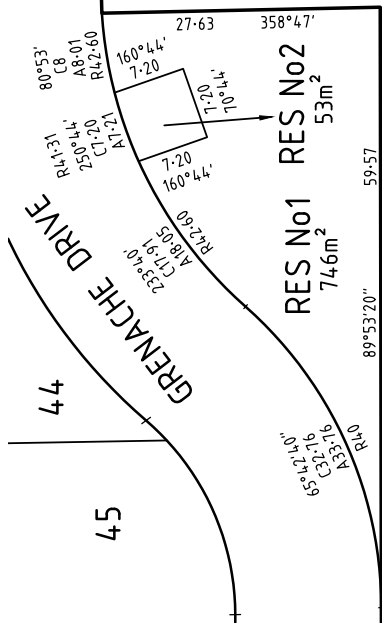 27·63
358°47'
80°53'
C8
A8·01
R42·60
160°44'
7·20
7·20
70°44'
R41·31
250°44'
C7·20
A7·21
7·20
160°44'
RES No2
53m²
GRENACHE DRIVE
233°40'
C17·91
A18·05
R42·60
RES No1
746m²
59·57
89°53'20"
44
45
65°42'40"
C32·76
A33·76
R40